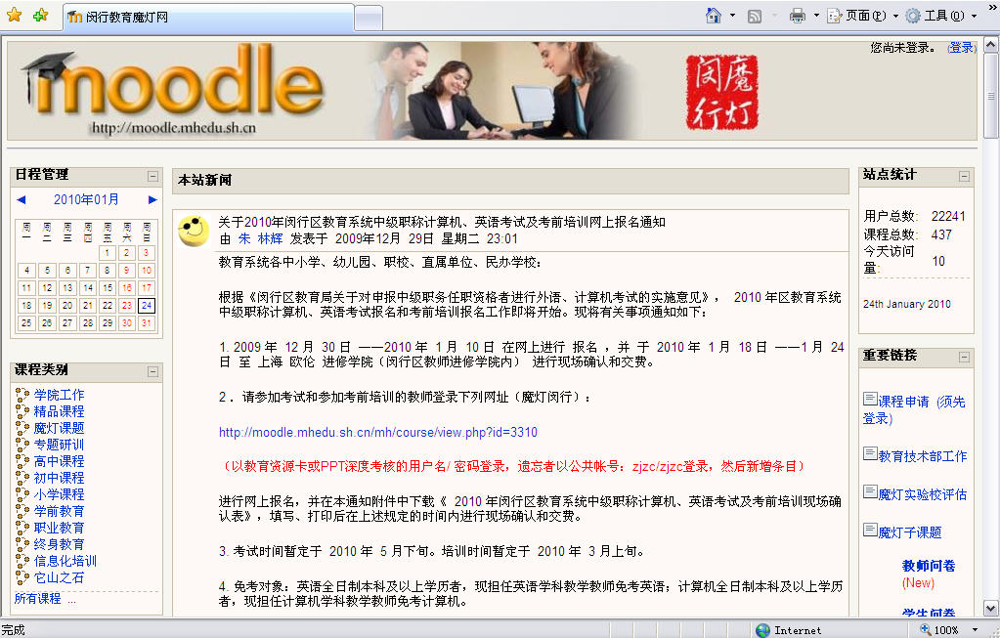 闵行教育魔灯网
页面(P)
工具(O)
»
moodle
http://moodle.mhedu.sh.cn
闵行
魔灯
您尚未登录。 (登录)
日程管理
◄ 2010年01月 ►
周一 周二 周三 周四 周五 周六 周日
1 2 3
4 5 6 7 8 9 10
11 12 13 14 15 16 17
18 19 20 21 22 23 24
25 26 27 28 29 30 31
课程类别
学院工作
精品课程
魔灯课题
专题研训
高中课程
初中课程
小学课程
学前教育
职业教育
终身教育
信息化培训
它山之石
所有课程 ...
本站新闻
关于2010年闵行区教育系统中级职称计算机、英语考试及考前培训网上报名通知
由 朱 林辉 发表于 2009年12月 29日 星期二 23:01
教育系统各中小学、幼儿园、职校、直属单位、民办学校：
根据《闵行区教育局关于对申报中级职务任职资格者进行外语、计算机考试的实施意见》， 2010 年区教育系统
中级职称计算机、英语考试报名和考前培训报名工作即将开始。现将有关事项通知如下：
1. 2009 年 12 月 30 日 ——2010 年 1 月 10 日 在网上进行 报名 ，并 于 2010 年 1 月 18 日 ——1 月 24
日 至 上海 欧伦 进修学院（闵行区教师进修学院内） 进行现场确认和交费。
2 ．请参加考试和参加考前培训的教师登录下列网址（魔灯闵行）：
http://moodle.mhedu.sh.cn/mh/course/view.php?id=3310
（以教育资源卡或PPT深度考核的用户名/ 密码登录，遗忘者以公共帐号：zjzc/zjzc登录，然后新增条目）
进行网上报名，并在本通知附件中下载《 2010 年闵行区教育系统中级职称计算机、英语考试及考前培训现场确
认表》，填写、打印后在上述规定的时间内进行现场确认和交费。
3. 考试时间暂定于 2010 年 5 月下旬。培训时间暂定于 2010 年 3 月上旬。
4. 免考对象：英语全日制本科及以上学历者，现担任英语学科教学教师免考英语；计算机全日制本科及以上学历
者，现担任计算机学科教学教师免考计算机。
站点统计
用户总数: 22241
课程总数: 437
今天访问
量: 10
24th January 2010
重要链接
课程申请（须先
登录）
教育技术部工作
魔灯实验校评估
魔灯子课题
教师问卷
(New)
学生问卷
完成
Internet
100%